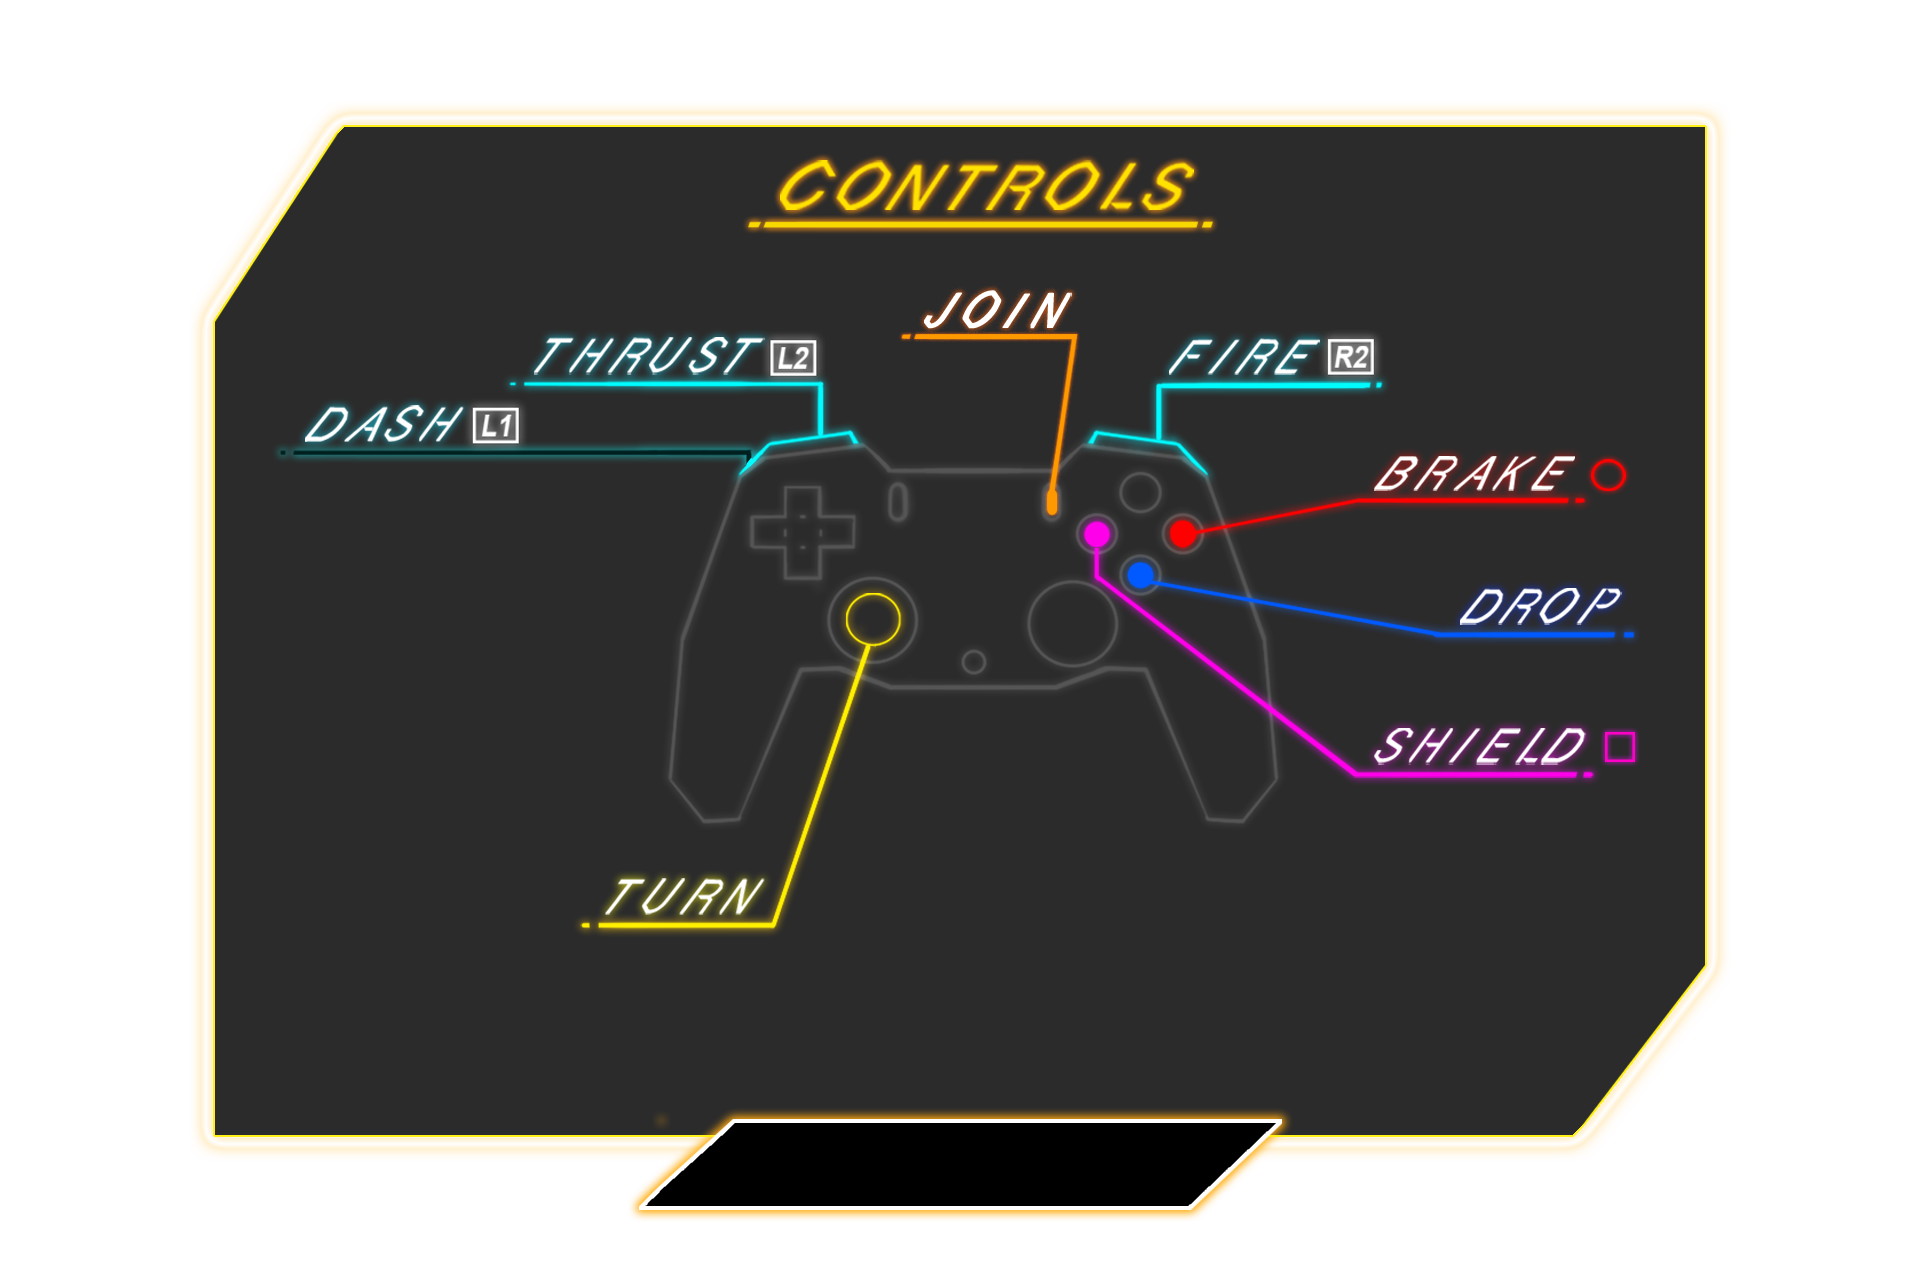 CONTROLS
JOIN
THRUST L2
FIRE R2
DASH L1
BRAKE
DROP
SHIELD
TURN